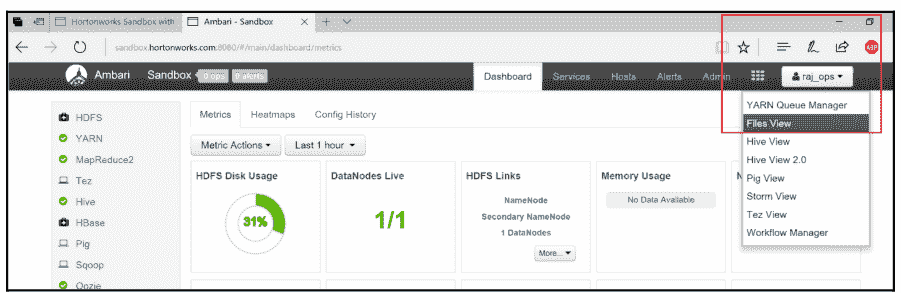 Hortonworks Sandbox with
Ambari - Sandbox
sandbox.hortonworks.com:8080/#/main/dashboard/metrics
ABP
Ambari Sandbox 0 ops 0 alerts Dashboard Services Hosts Alerts Admin raj_ops
YARN Queue Manager
Files View
Hive View
Hive View 2.0
Pig View
Storm View
Tez View
Workflow Manager
HDFS
YARN
MapReduce2
Tez
Hive
HBase
Pig
Sqoop
Oozie
Metrics Heatmaps Config History
Metric Actions Last 1 hour
HDFS Disk Usage
31%
DataNodes Live
1/1
HDFS Links
NameNode
Secondary NameNode
1 DataNodes
More...
Memory Usage
No Data Available
N